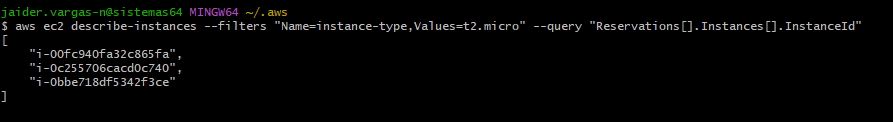 jaider.vargas-n@sistemas64 MINGW64 ~/.aws
$ aws ec2 describe-instances --filters "Name=instance-type,Values=t2.micro" --query "Reservations[].Instances[].InstanceId"
[
    "i-00fc940fa32c865fa",
    "i-0c255706cacd0c740",
    "i-0bbe718df5342f3ce"
]